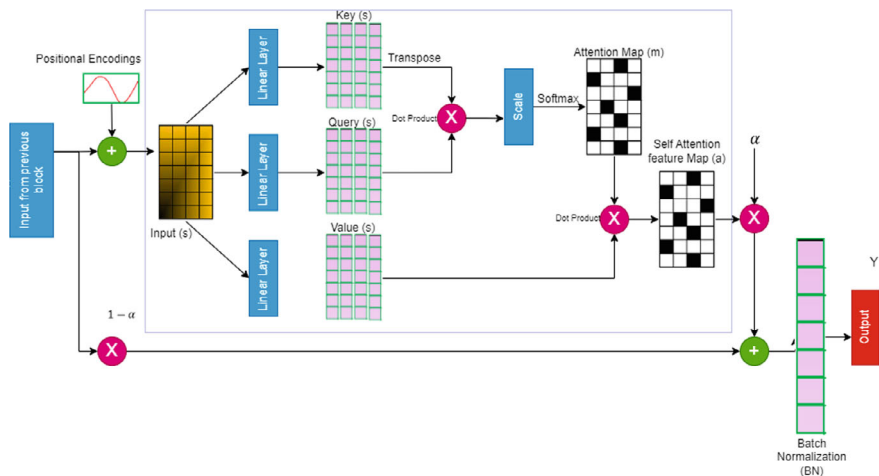 Key (s)
Positional Encodings
Linear Layer
Transpose
Attention Map (m)
Input from previous
block
Query (s)
Dot Product
X
Scale
Softmax
+
Linear Layer
Self Attention
feature Map (a)
α
Input (s)
Value (s)
Dot Product
X
X
Linear Layer
Y
1 − α
X
+
Output
Batch
Normalization
(BN)